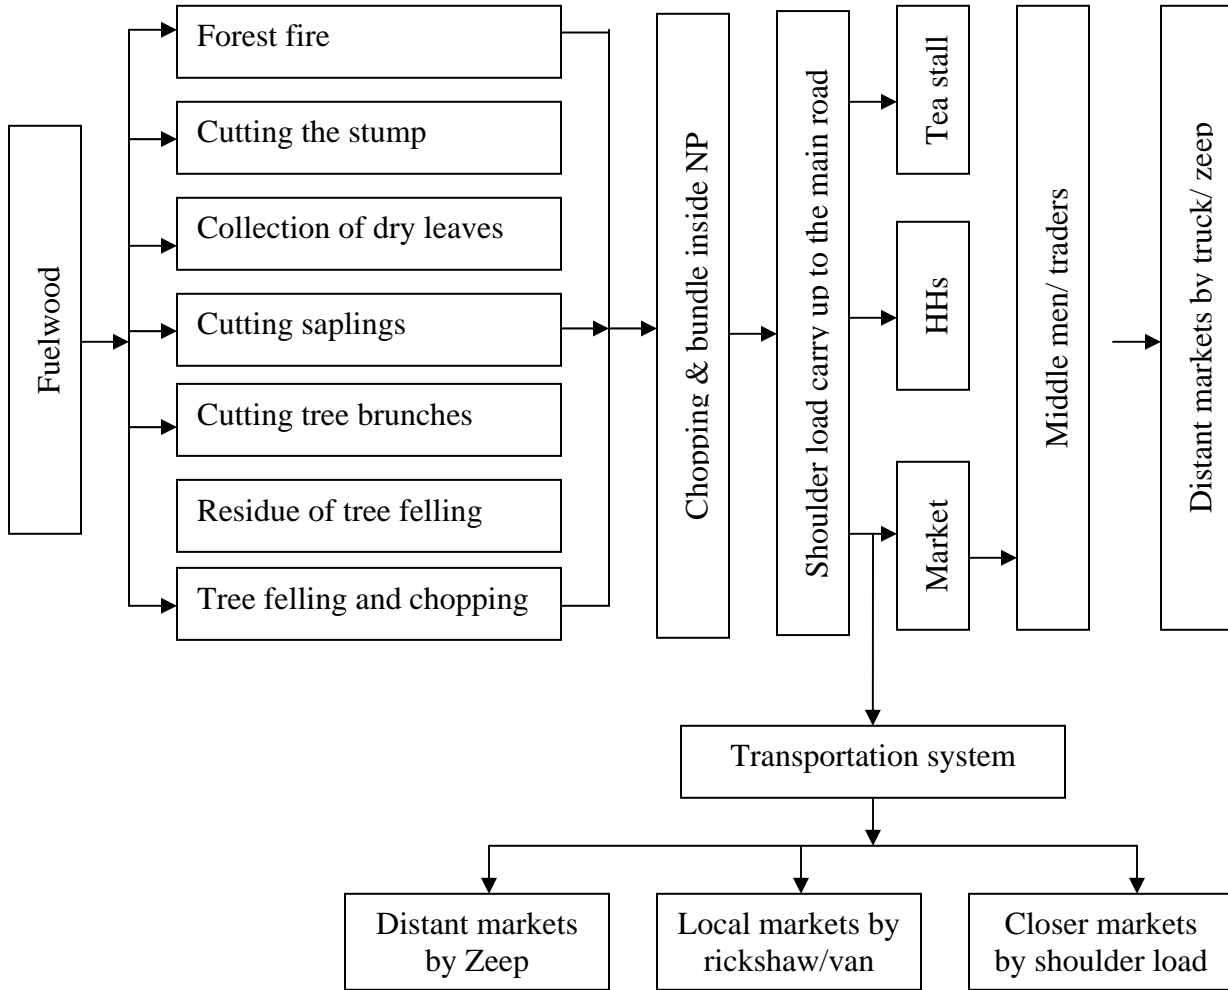 Fuelwood
Forest fire
Cutting the stump
Collection of dry leaves
Cutting saplings
Cutting tree brunches
Residue of tree felling
Tree felling and chopping
Chopping & bundle inside NP
Shoulder load carry up to the main road
Tea stall
HHs
Market
Middle men/ traders
Distant markets by truck/ zeep
Transportation system
Distant markets
by Zeep
Local markets by
rickshaw/van
Closer markets
by shoulder load